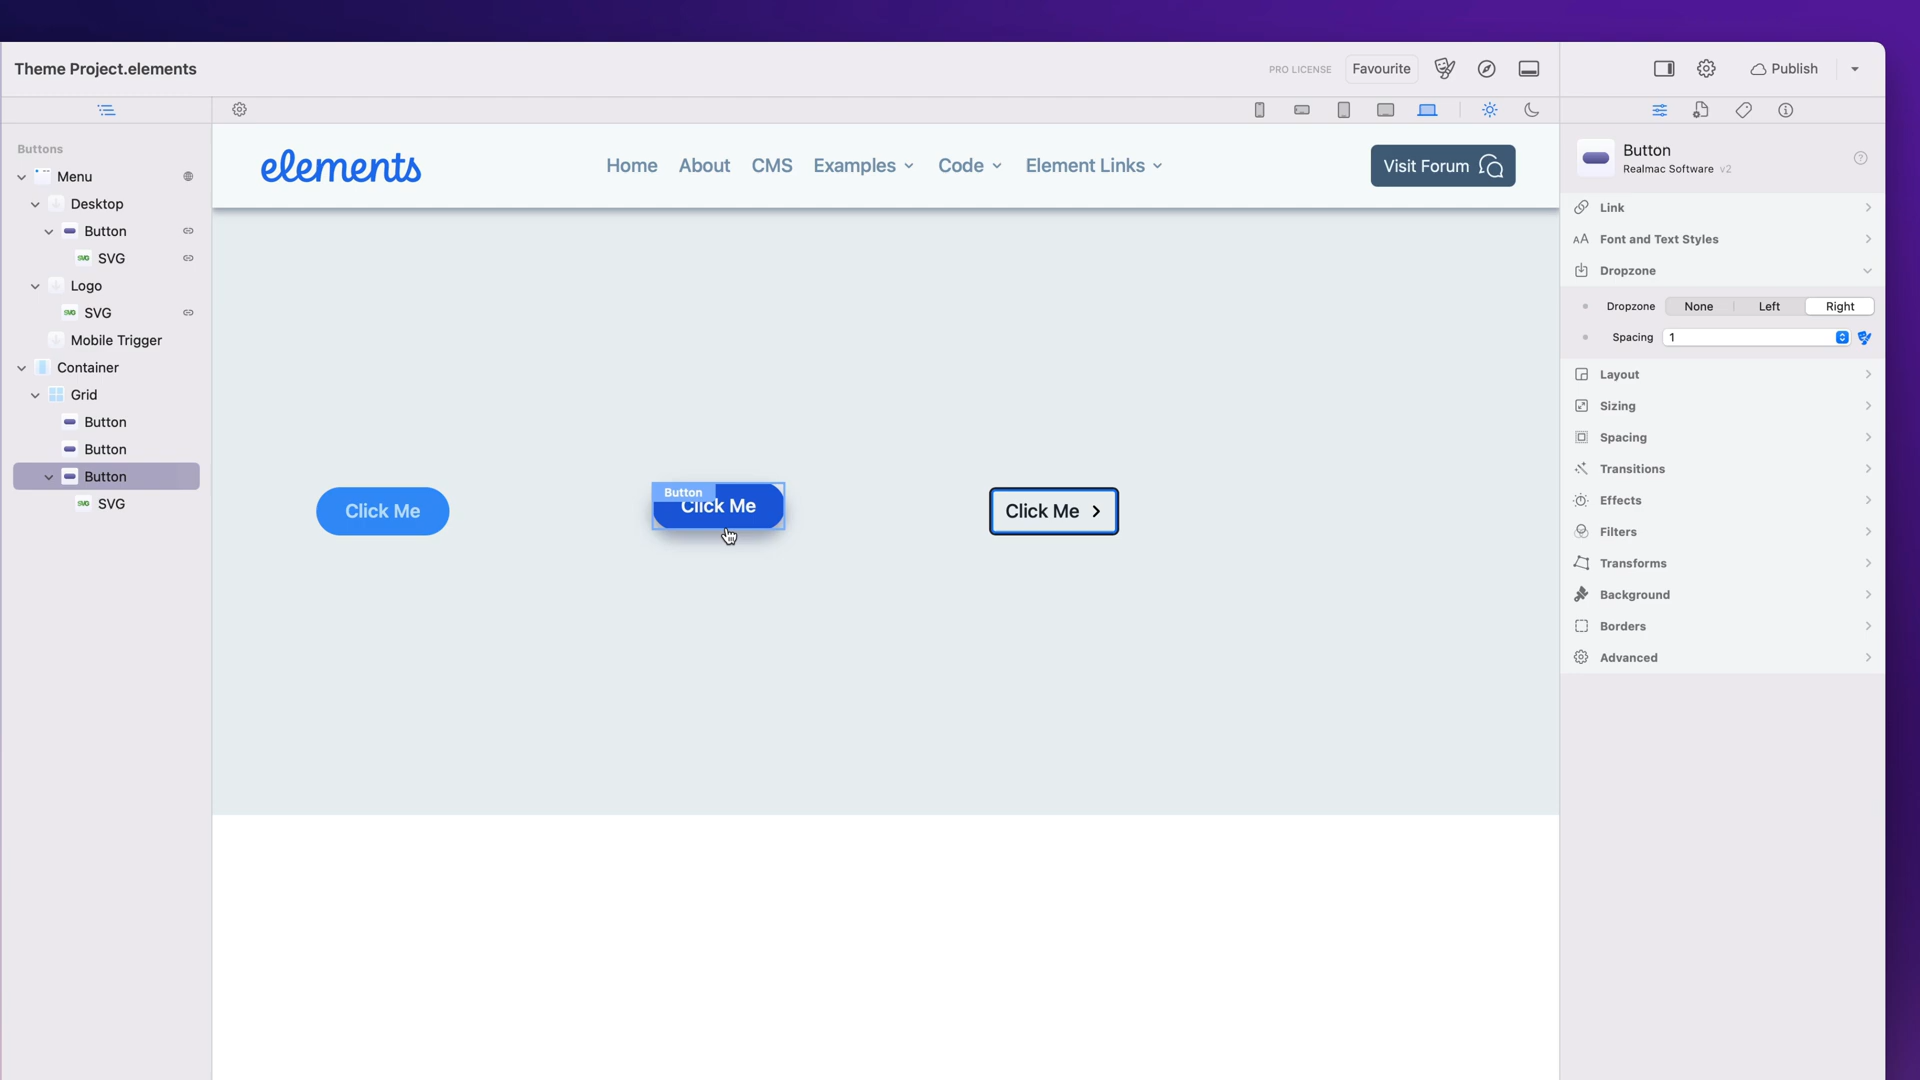 Theme Project.elements
PRO LICENSE
Favourite
Publish
Buttons
Menu
Desktop
Button
SVG
Logo
SVG
Mobile Trigger
Container
Grid
Button
Button
Button
SVG
elements
Home
About
CMS
Examples
Code
Element Links
Visit Forum
Click Me
Button
Click Me
Click Me
Button
Realmac Software v2
Link
AA Font and Text Styles
Dropzone
Dropzone None Left Right
Spacing 1
Layout
Sizing
Spacing
Transitions
Effects
Filters
Transforms
Background
Borders
Advanced